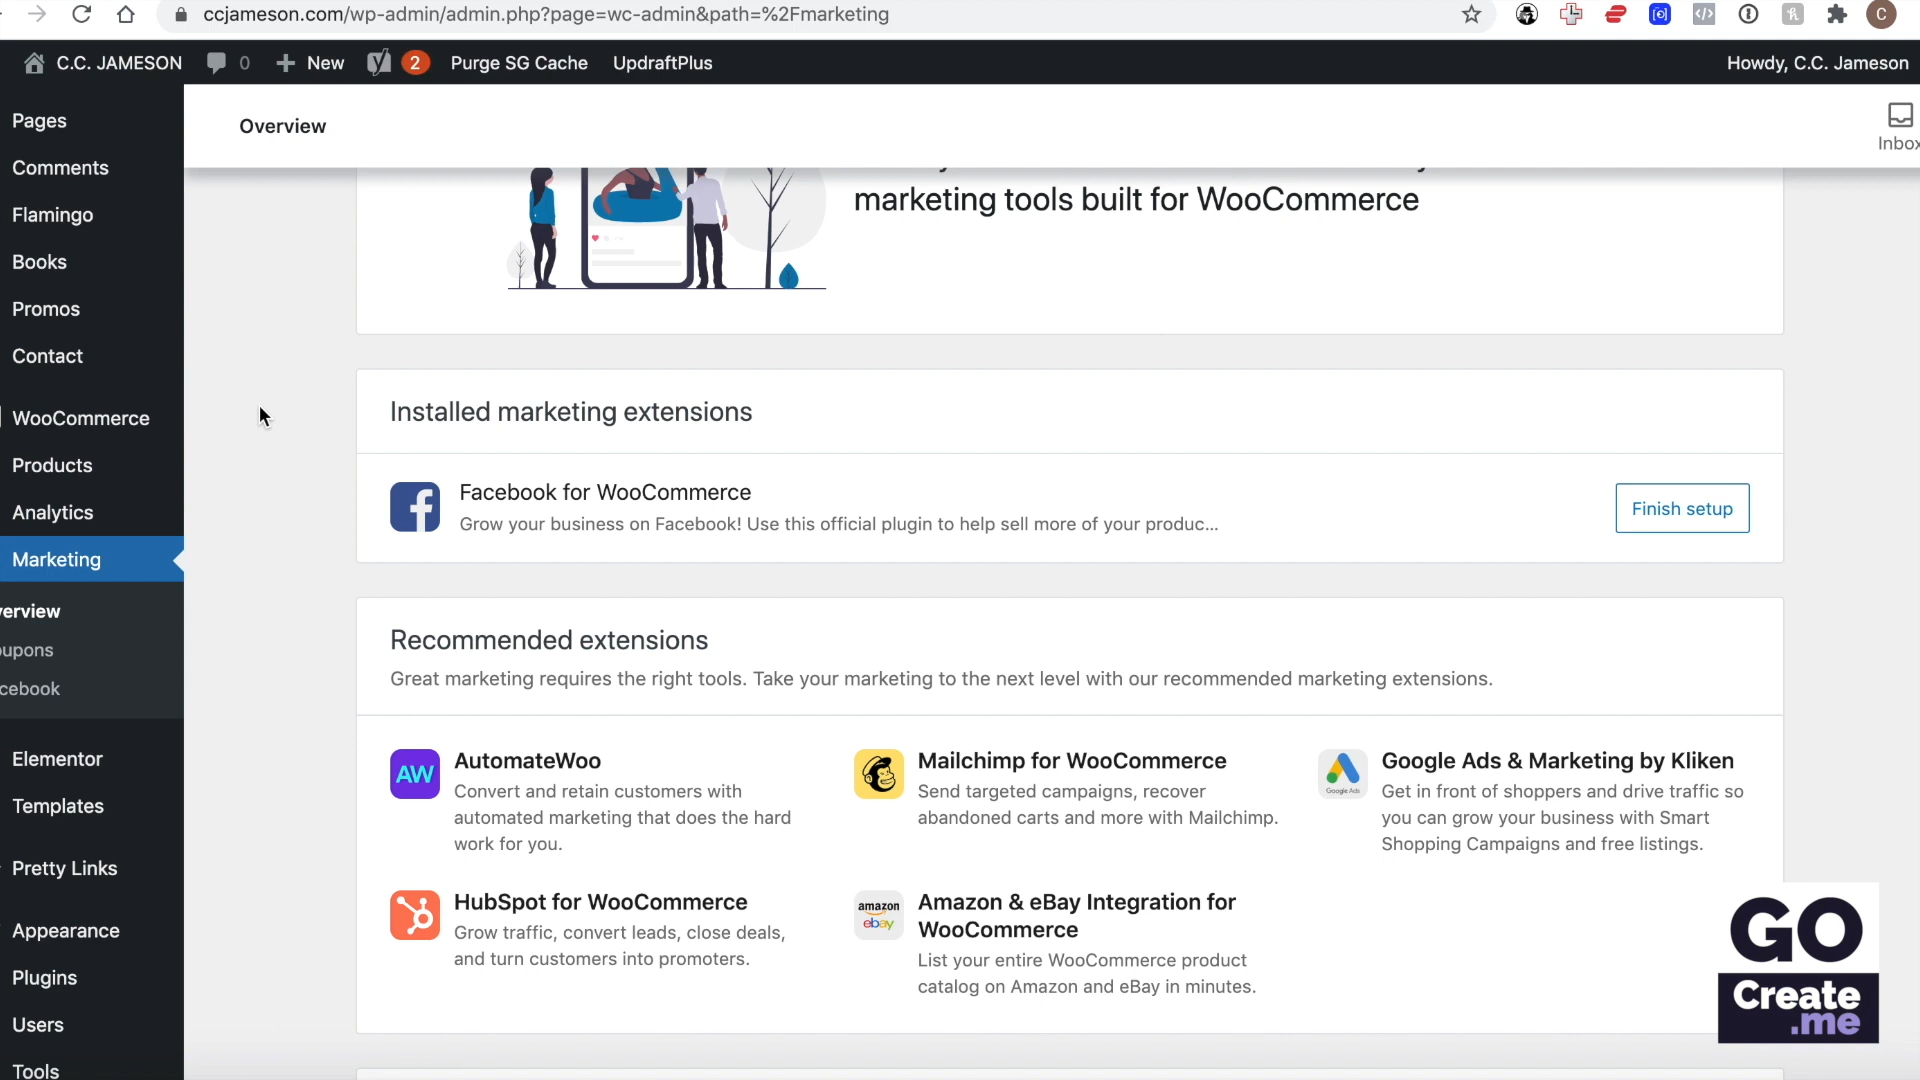 ccjameson.com/wp-admin/admin.php?page=wc-admin&path=%2Fmarketing
C
C.C. JAMESON
0
New
2
Purge SG Cache
UpdraftPlus
Howdy, C.C. Jameson
Overview
Inbox
Pages
Comments
Flamingo
Books
Promos
Contact
WooCommerce
Products
Analytics
Marketing
verview
oupons
cebook
Elementor
Templates
Pretty Links
Appearance
Plugins
Users
Tools
marketing tools built for WooCommerce
Installed marketing extensions
Facebook for WooCommerce
Grow your business on Facebook! Use this official plugin to help sell more of your produc...
Finish setup
Recommended extensions
Great marketing requires the right tools. Take your marketing to the next level with our recommended marketing extensions.
AW
AutomateWoo
Convert and retain customers with
automated marketing that does the hard
work for you.
Mailchimp for WooCommerce
Send targeted campaigns, recover
abandoned carts and more with Mailchimp.
Google Ads
Google Ads & Marketing by Kliken
Get in front of shoppers and drive traffic so
you can grow your business with Smart
Shopping Campaigns and free listings.
HubSpot for WooCommerce
Grow traffic, convert leads, close deals,
and turn customers into promoters.
amazon
ebay
Amazon & eBay Integration for
WooCommerce
List your entire WooCommerce product
catalog on Amazon and eBay in minutes.
GO
Create
.me